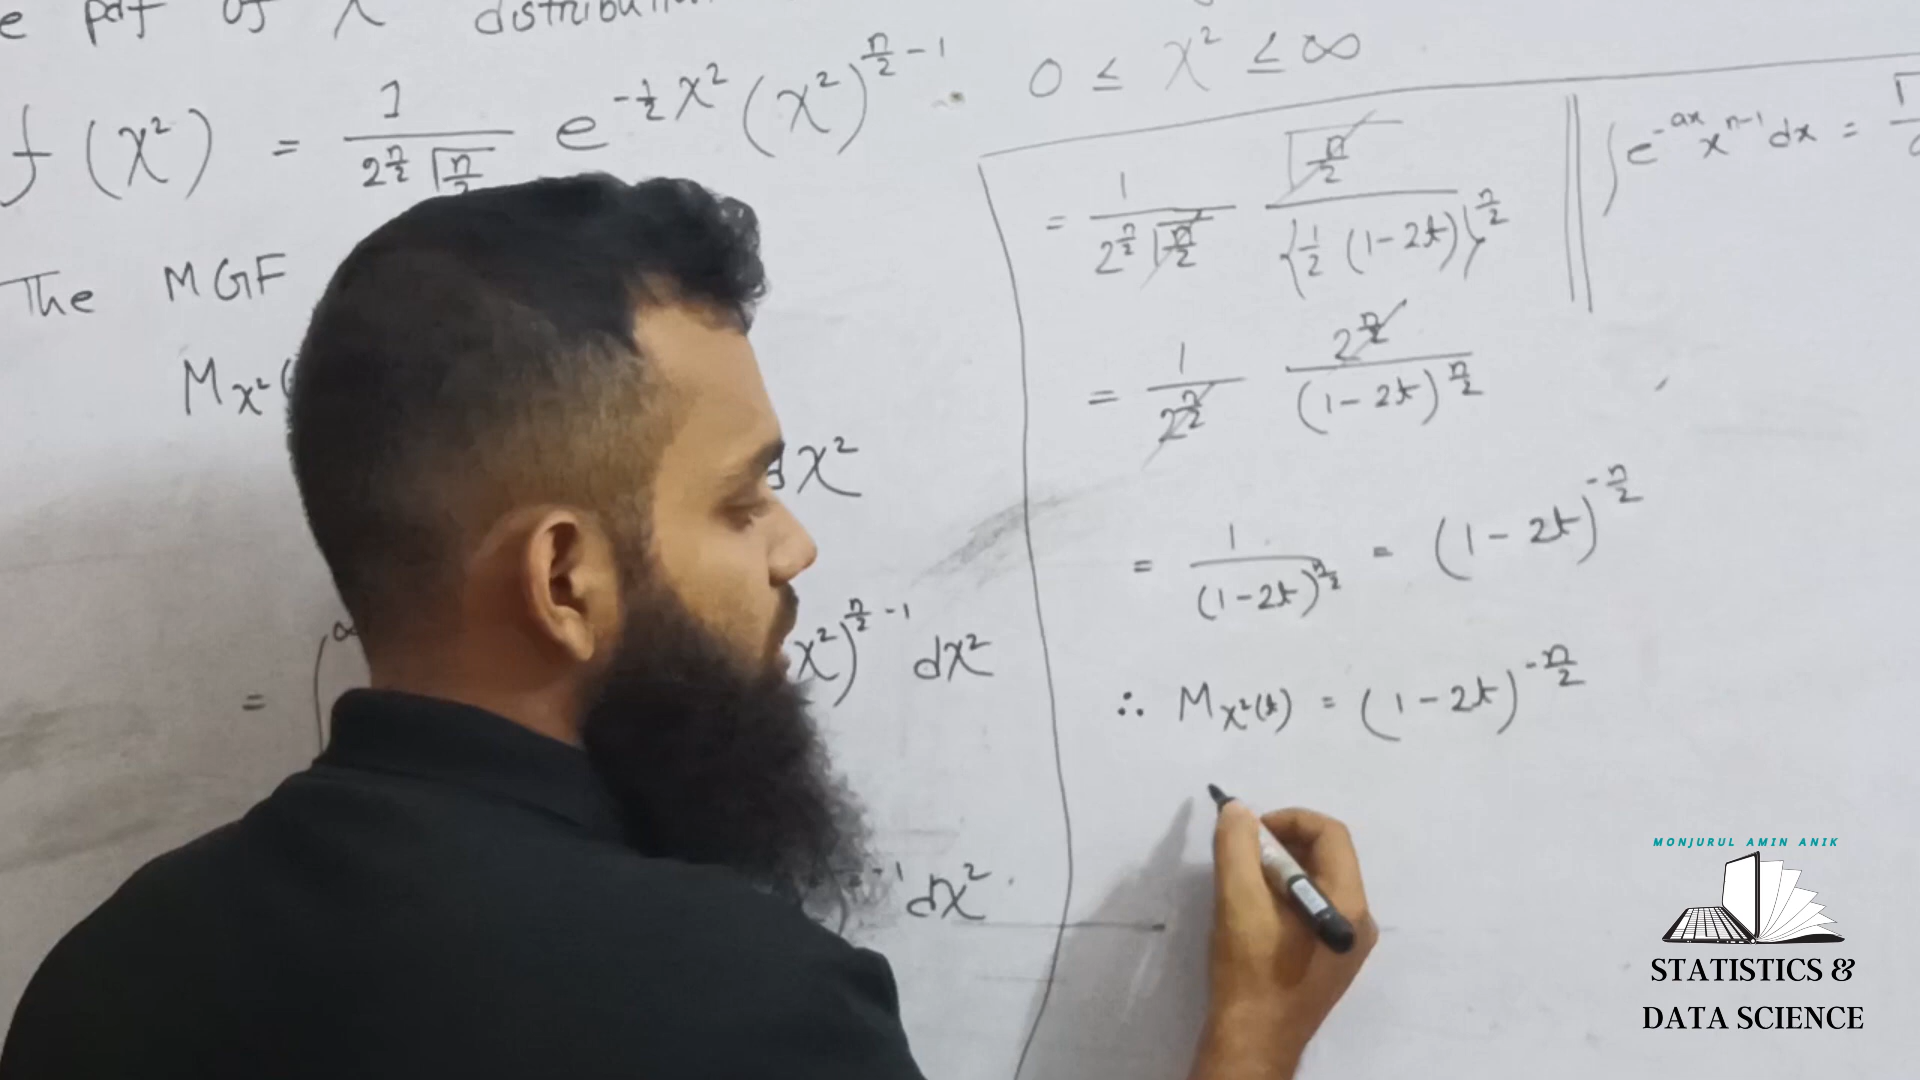 e pdf of χ² distribution
f (χ²) = 1 / 2^(n/2) Γ(n/2) e^(-1/2 χ²) (χ²)^(n/2 - 1). 0 ≤ χ² ≤ ∞
The MGF
M_χ²(
dχ²
= ∫^∞ χ²)^(n/2 - 1) dχ²
-1 dχ².
= 1 / 2^(n/2) Γ(n/2) Γ(n/2) / {1/2 (1-2t)}^(n/2)
∫ e^(-ax) x^(n-1) dx = Γ
= 1 / 2^(n/2) 2^(n/2) / (1-2t)^(n/2)
= 1 / (1-2t)^(n/2) = (1-2t)^(-n/2)
∴ M_χ²(t) = (1-2t)^(-n/2)
MONJURUL AMIN ANIK
STATISTICS &
DATA SCIENCE